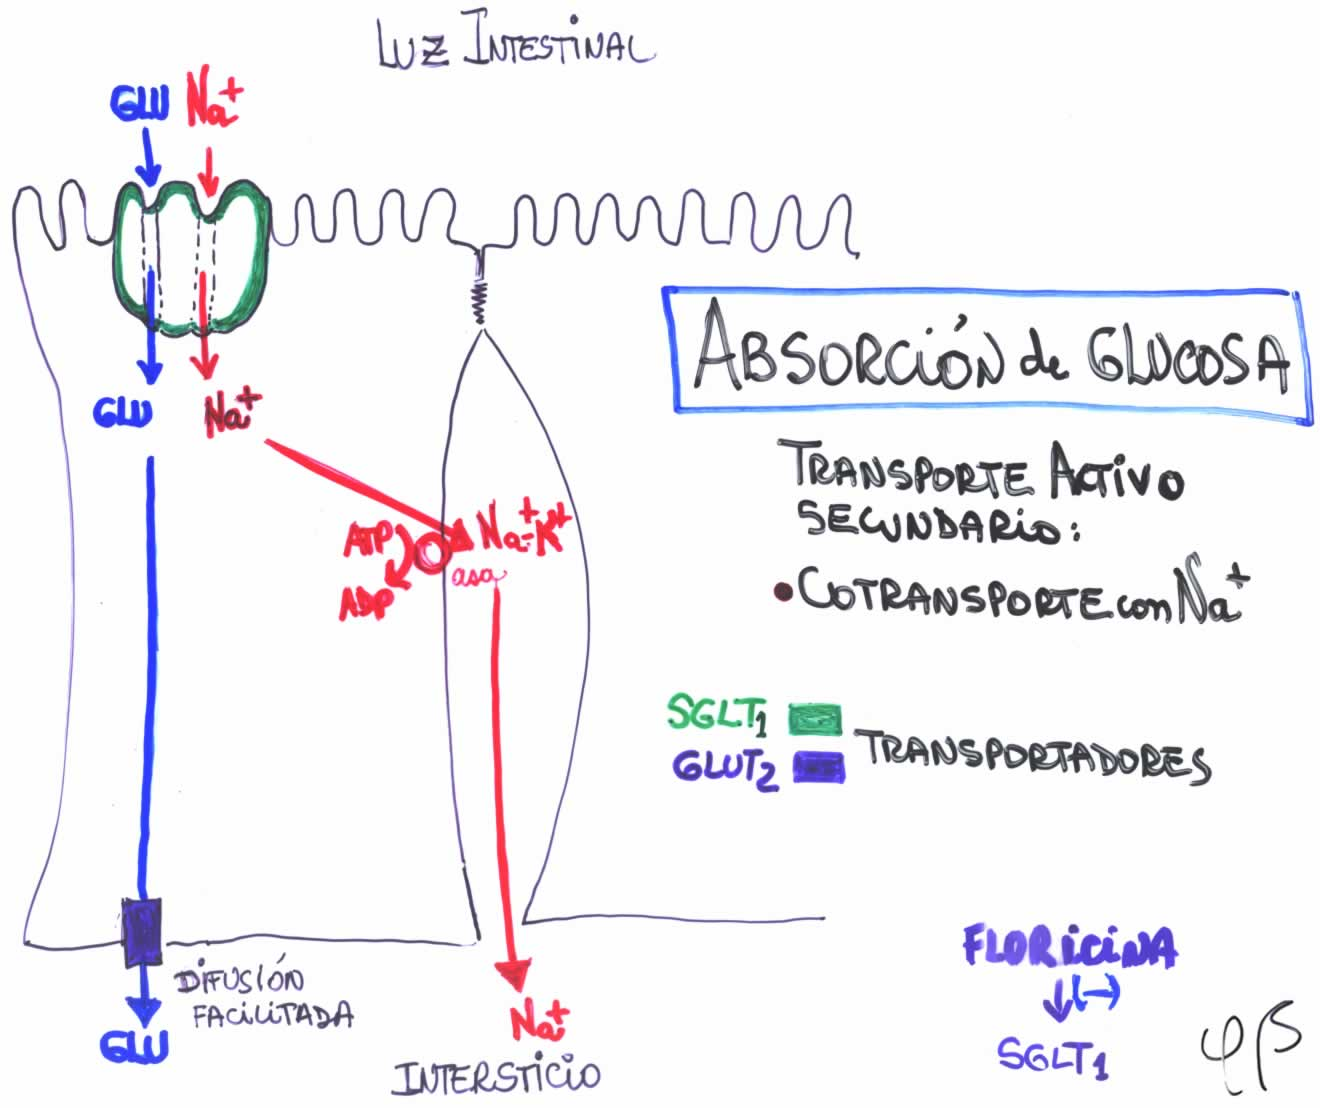 LUZ INTESTINAL
GLU Na+
GLU Na+
ATP
ADP
Na+-K+
asa
DIFUSIÓN
FACILITADA
GLU
Na+
INTERSTICIO
ABSORCIÓN de GLUCOSA
TRANSPORTE ACTIVO
SECUNDARIO:
• COTRANSPORTE con Na+
SGLT1
GLUT2
TRANSPORTADORES
FLORICINA
(-)
SGLT1